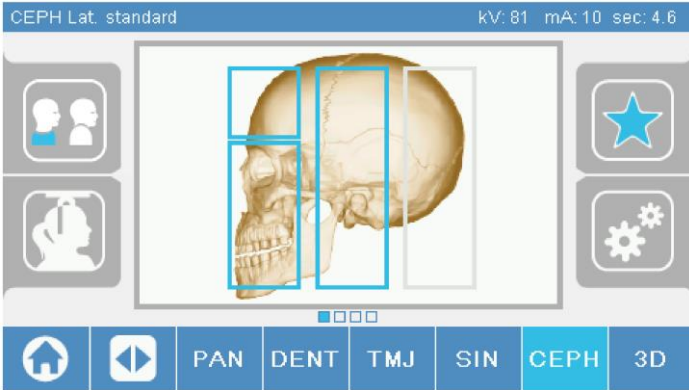 CEPH Lat. standard kV: 81 mA: 10 sec: 4.6
PAN DENT TMJ SIN CEPH 3D